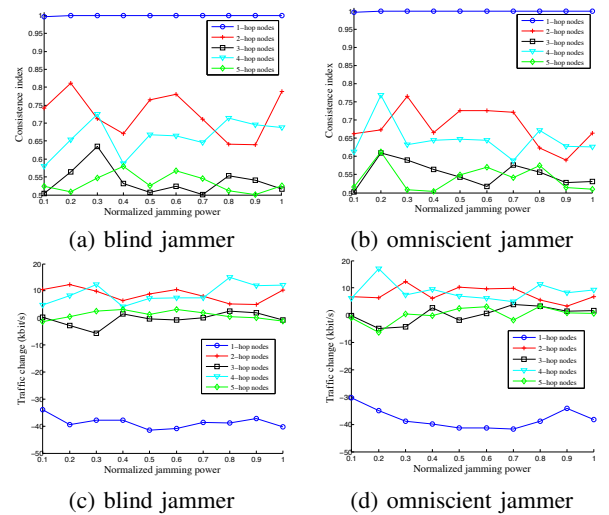 1
0.95
0.9
0.85
0.8
0.75
0.7
0.65
0.6
0.55
0.5
Consistence index
1−hop nodes
2−hop nodes
3−hop nodes
4−hop nodes
5−hop nodes
0.1 0.2 0.3 0.4 0.5 0.6 0.7 0.8 0.9 1
Normalized jamming power
(a) blind jammer
1
0.95
0.9
0.85
0.8
0.75
0.7
0.65
0.6
0.55
0.5
Consistence index
1−hop nodes
2−hop nodes
3−hop nodes
4−hop nodes
5−hop nodes
0.1 0.2 0.3 0.4 0.5 0.6 0.7 0.8 0.9 1
Normalized jamming power
(b) omniscient jammer
20
10
0
−10
−20
−30
−40
−50
Traffic change (kbit/s)
1−hop nodes
2−hop nodes
3−hop nodes
4−hop nodes
5−hop nodes
0.1 0.2 0.3 0.4 0.5 0.6 0.7 0.8 0.9 1
Normalized jamming power
(c) blind jammer
20
10
0
−10
−20
−30
−40
−50
Traffic change (kbit/s)
1−hop nodes
2−hop nodes
3−hop nodes
4−hop nodes
5−hop nodes
0.1 0.2 0.3 0.4 0.5 0.6 0.7 0.8 0.9 1
Normalized jamming power
(d) omniscient jammer